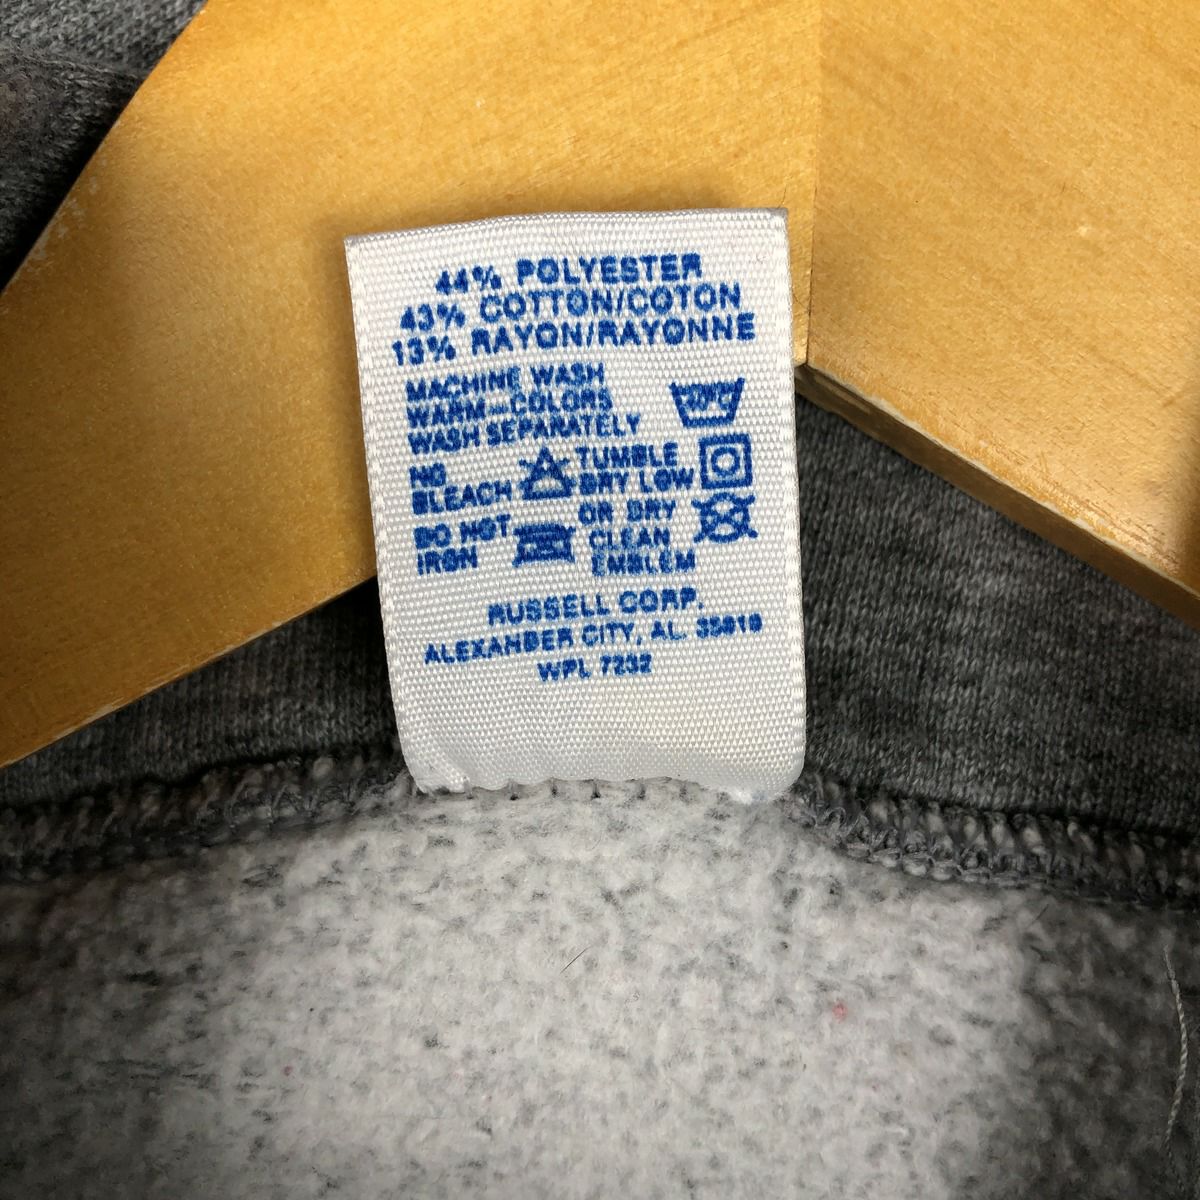 44% POLYESTER
43% COTTON/COTON
13% RAYON/RAYONNE
MACHINE WASH
WARM—COLORS
WASH SEPARATELY
NO
BLEACH
DO NOT
IRON
TUMBLE
DRY LOW
OR DRY
CLEAN
EMBLEM
RUSSELL CORP.
ALEXANDER CITY, AL. 35010
WPL 7232